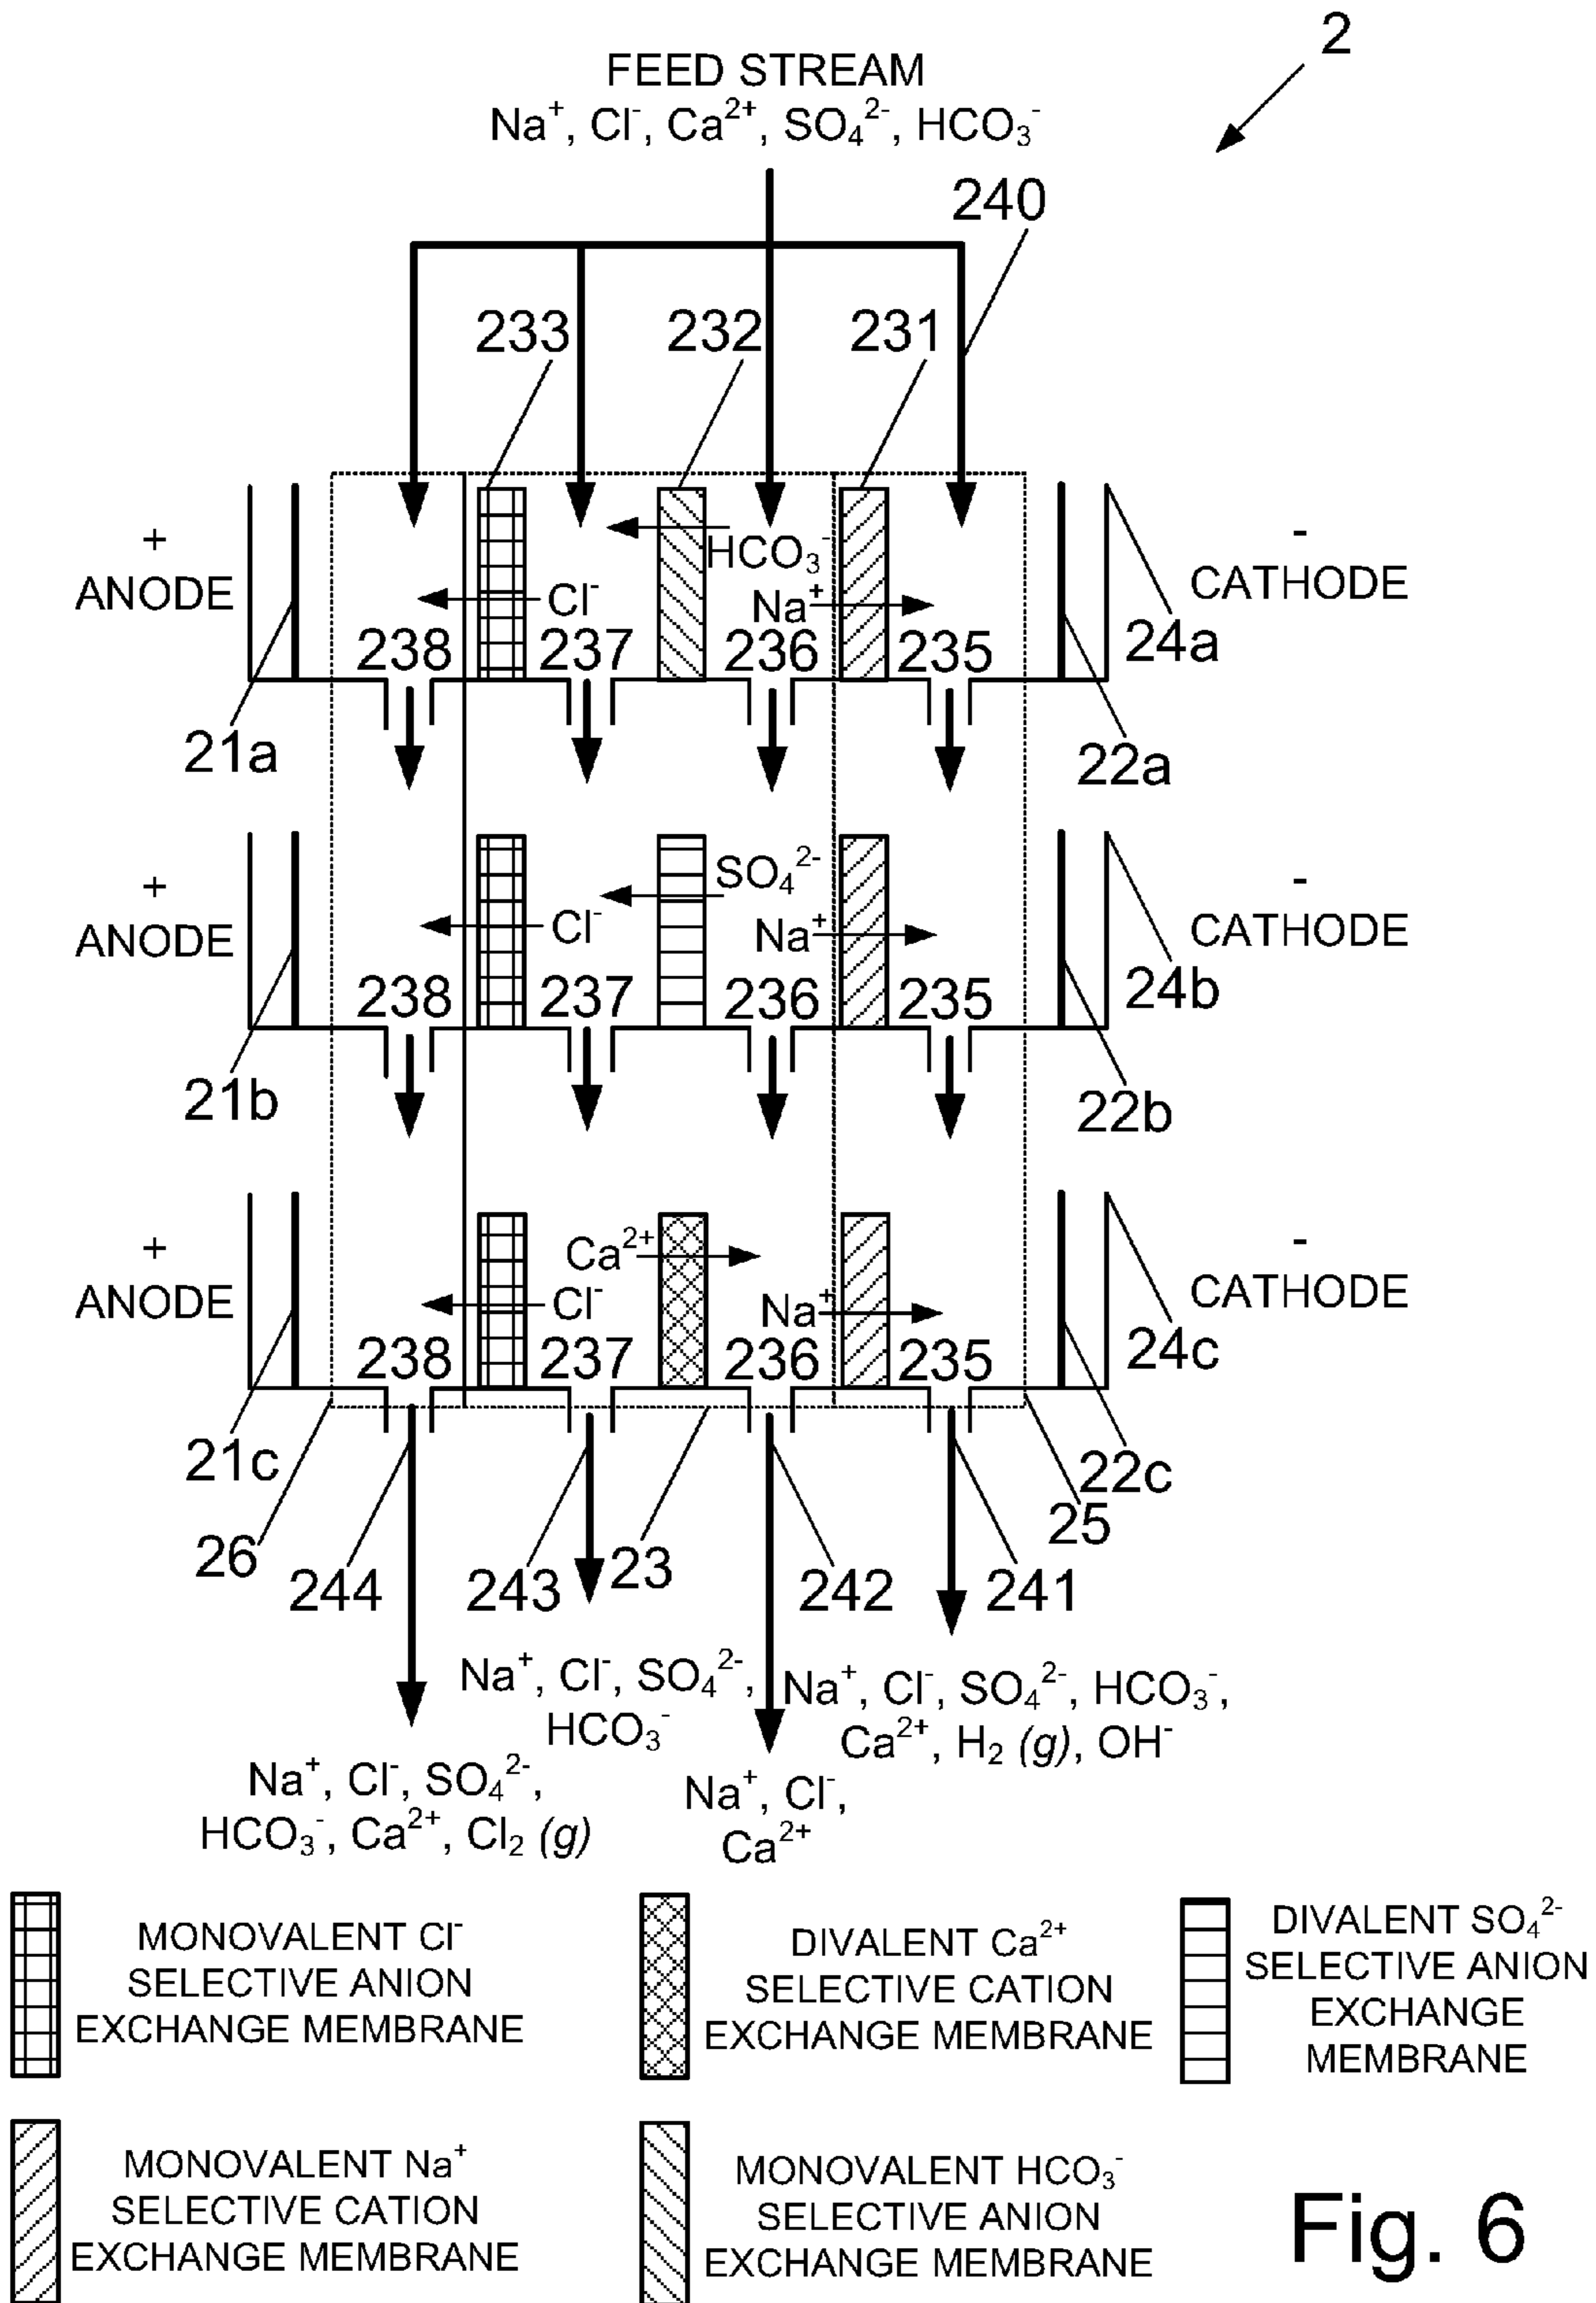 2
FEED STREAM
Na⁺, Cl⁻, Ca²⁺, SO₄²⁻, HCO₃⁻
240
233 232 231
+ ANODE
HCO₃⁻
Cl⁻ Na⁺
- CATHODE
238 237 236 235
24a
21a 22a
+ ANODE
SO₄²⁻
Cl⁻ Na⁺
- CATHODE
238 237 236 235
24b
21b 22b
+ ANODE
Ca²⁺
Cl⁻ Na⁺
- CATHODE
238 237 236 235
24c
21c 22c
26 25
244 243 23 242 241
Na⁺, Cl⁻, SO₄²⁻,
HCO₃⁻
Na⁺, Cl⁻, SO₄²⁻, HCO₃⁻,
Ca²⁺, H₂ (g), OH⁻
Na⁺, Cl⁻, SO₄²⁻,
HCO₃⁻, Ca²⁺, Cl₂ (g)
Na⁺, Cl⁻,
Ca²⁺
MONOVALENT Cl⁻
SELECTIVE ANION
EXCHANGE MEMBRANE
DIVALENT Ca²⁺
SELECTIVE CATION
EXCHANGE MEMBRANE
DIVALENT SO₄²⁻
SELECTIVE ANION
EXCHANGE
MEMBRANE
MONOVALENT Na⁺
SELECTIVE CATION
EXCHANGE MEMBRANE
MONOVALENT HCO₃⁻
SELECTIVE ANION
EXCHANGE MEMBRANE
Fig. 6